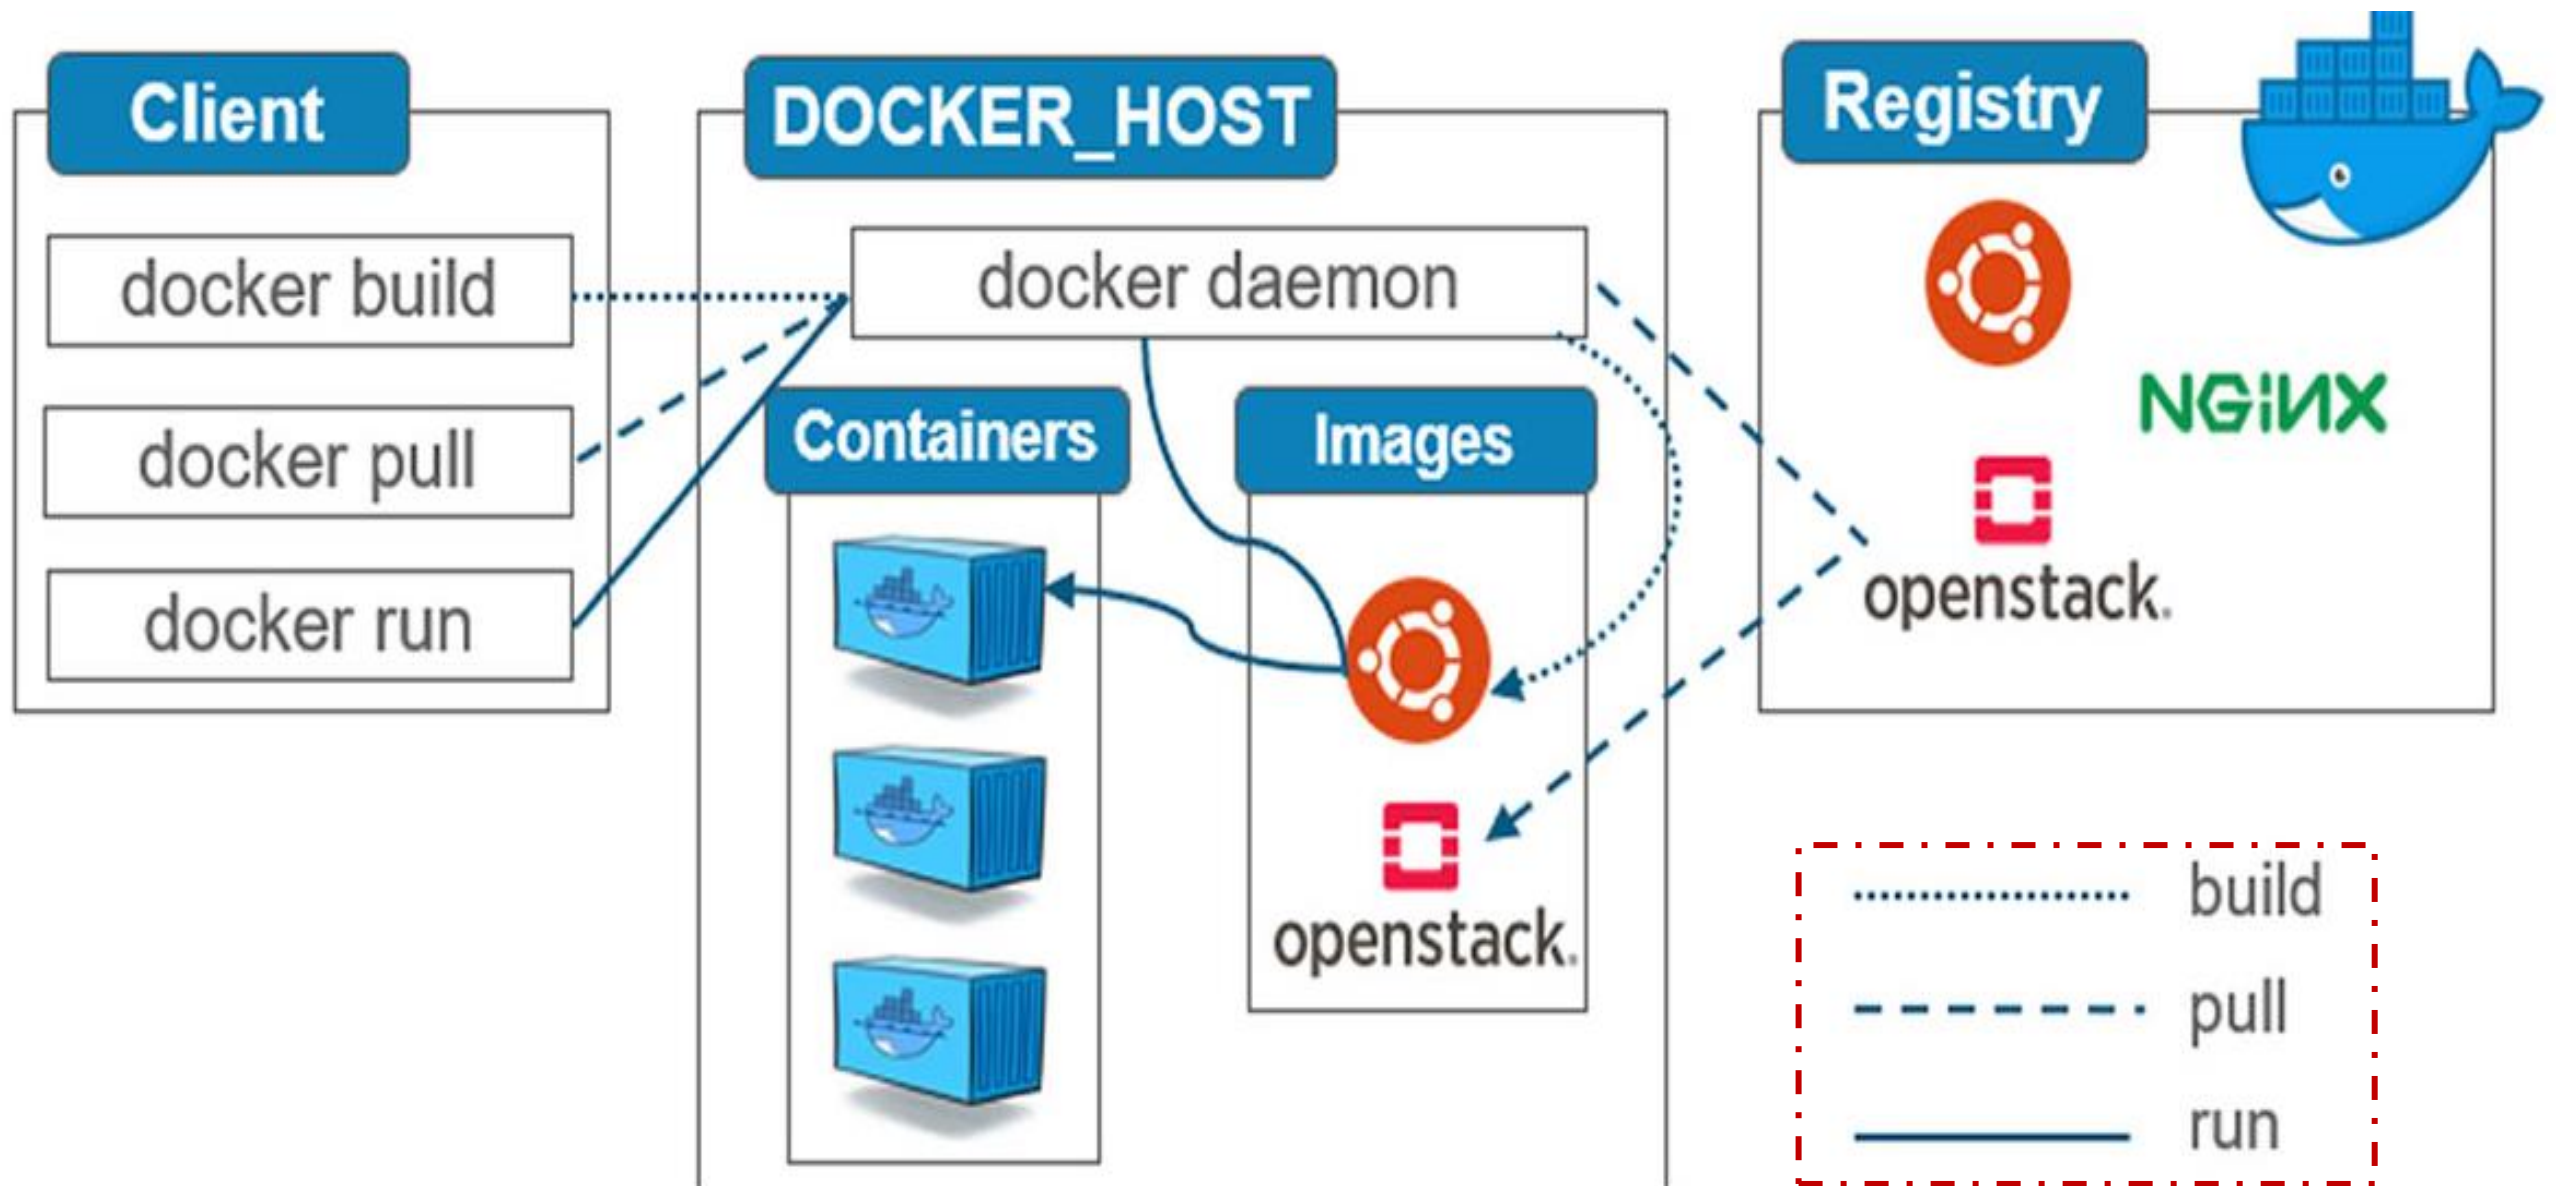 Client
docker build
docker pull
docker run
DOCKER_HOST
docker daemon
Containers
Images
openstack.
Registry
NGiNX
openstack.
build
pull
run